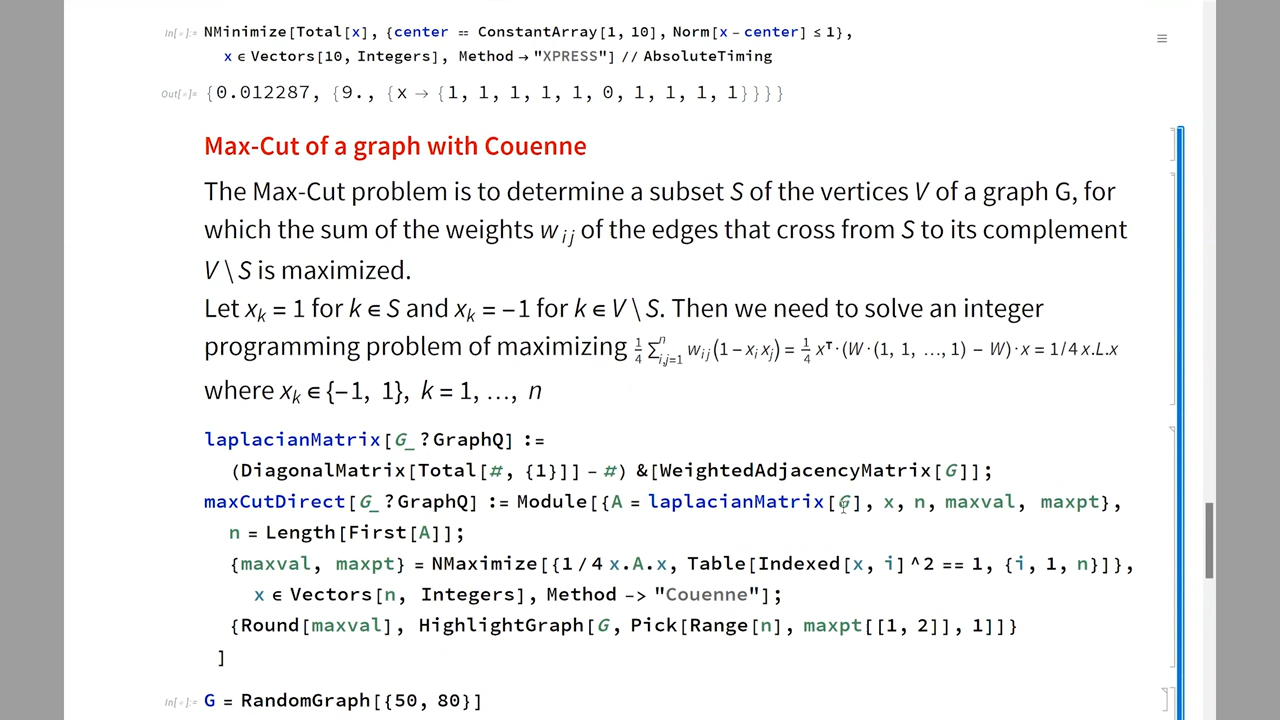 In[∘]:= NMinimize[Total[x], {center == ConstantArray[1, 10], Norm[x - center] ≤ 1},
x ∈ Vectors[10, Integers], Method → "XPRESS"] // AbsoluteTiming
Out[∘]= {0.012287, {9., {x → {1, 1, 1, 1, 1, 0, 1, 1, 1, 1}}}}
Max-Cut of a graph with Couenne
The Max-Cut problem is to determine a subset S of the vertices V of a graph G, for
which the sum of the weights w_ij of the edges that cross from S to its complement
V \ S is maximized.
Let x_k = 1 for k ∈ S and x_k = −1 for k ∈ V \ S. Then we need to solve an integer
programming problem of maximizing 1/4 ∑_{i,j=1}^n w_ij (1 − x_i x_j) = 1/4 x^T·(W·(1, 1, …, 1) − W)·x = 1/4 x.L.x
where x_k ∈ {−1, 1}, k = 1, …, n
laplacianMatrix[G_?GraphQ] :=
(DiagonalMatrix[Total[#, {1}]] - #) &[WeightedAdjacencyMatrix[G]];
maxCutDirect[G_?GraphQ] := Module[{A = laplacianMatrix[G], x, n, maxval, maxpt},
n = Length[First[A]];
{maxval, maxpt} = NMaximize[{1/4 x.A.x, Table[Indexed[x, i]^2 == 1, {i, 1, n}]},
x ∈ Vectors[n, Integers], Method -> "Couenne"];
{Round[maxval], HighlightGraph[G, Pick[Range[n], maxpt[[1, 2]], 1]]}
]
In[∘]:= G = RandomGraph[{50, 80}]